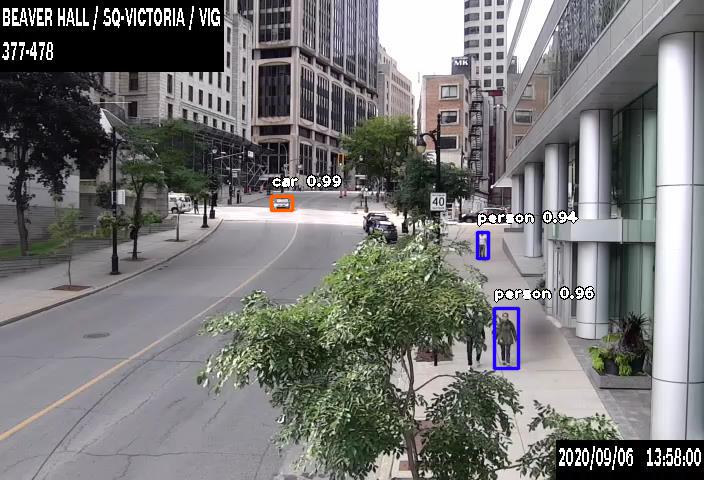 BEAVER HALL / SQ-VICTORIA / VIG
377-478
MK
car 0.99
40
person 0.94
person 0.96
2020/09/06 13:58:00